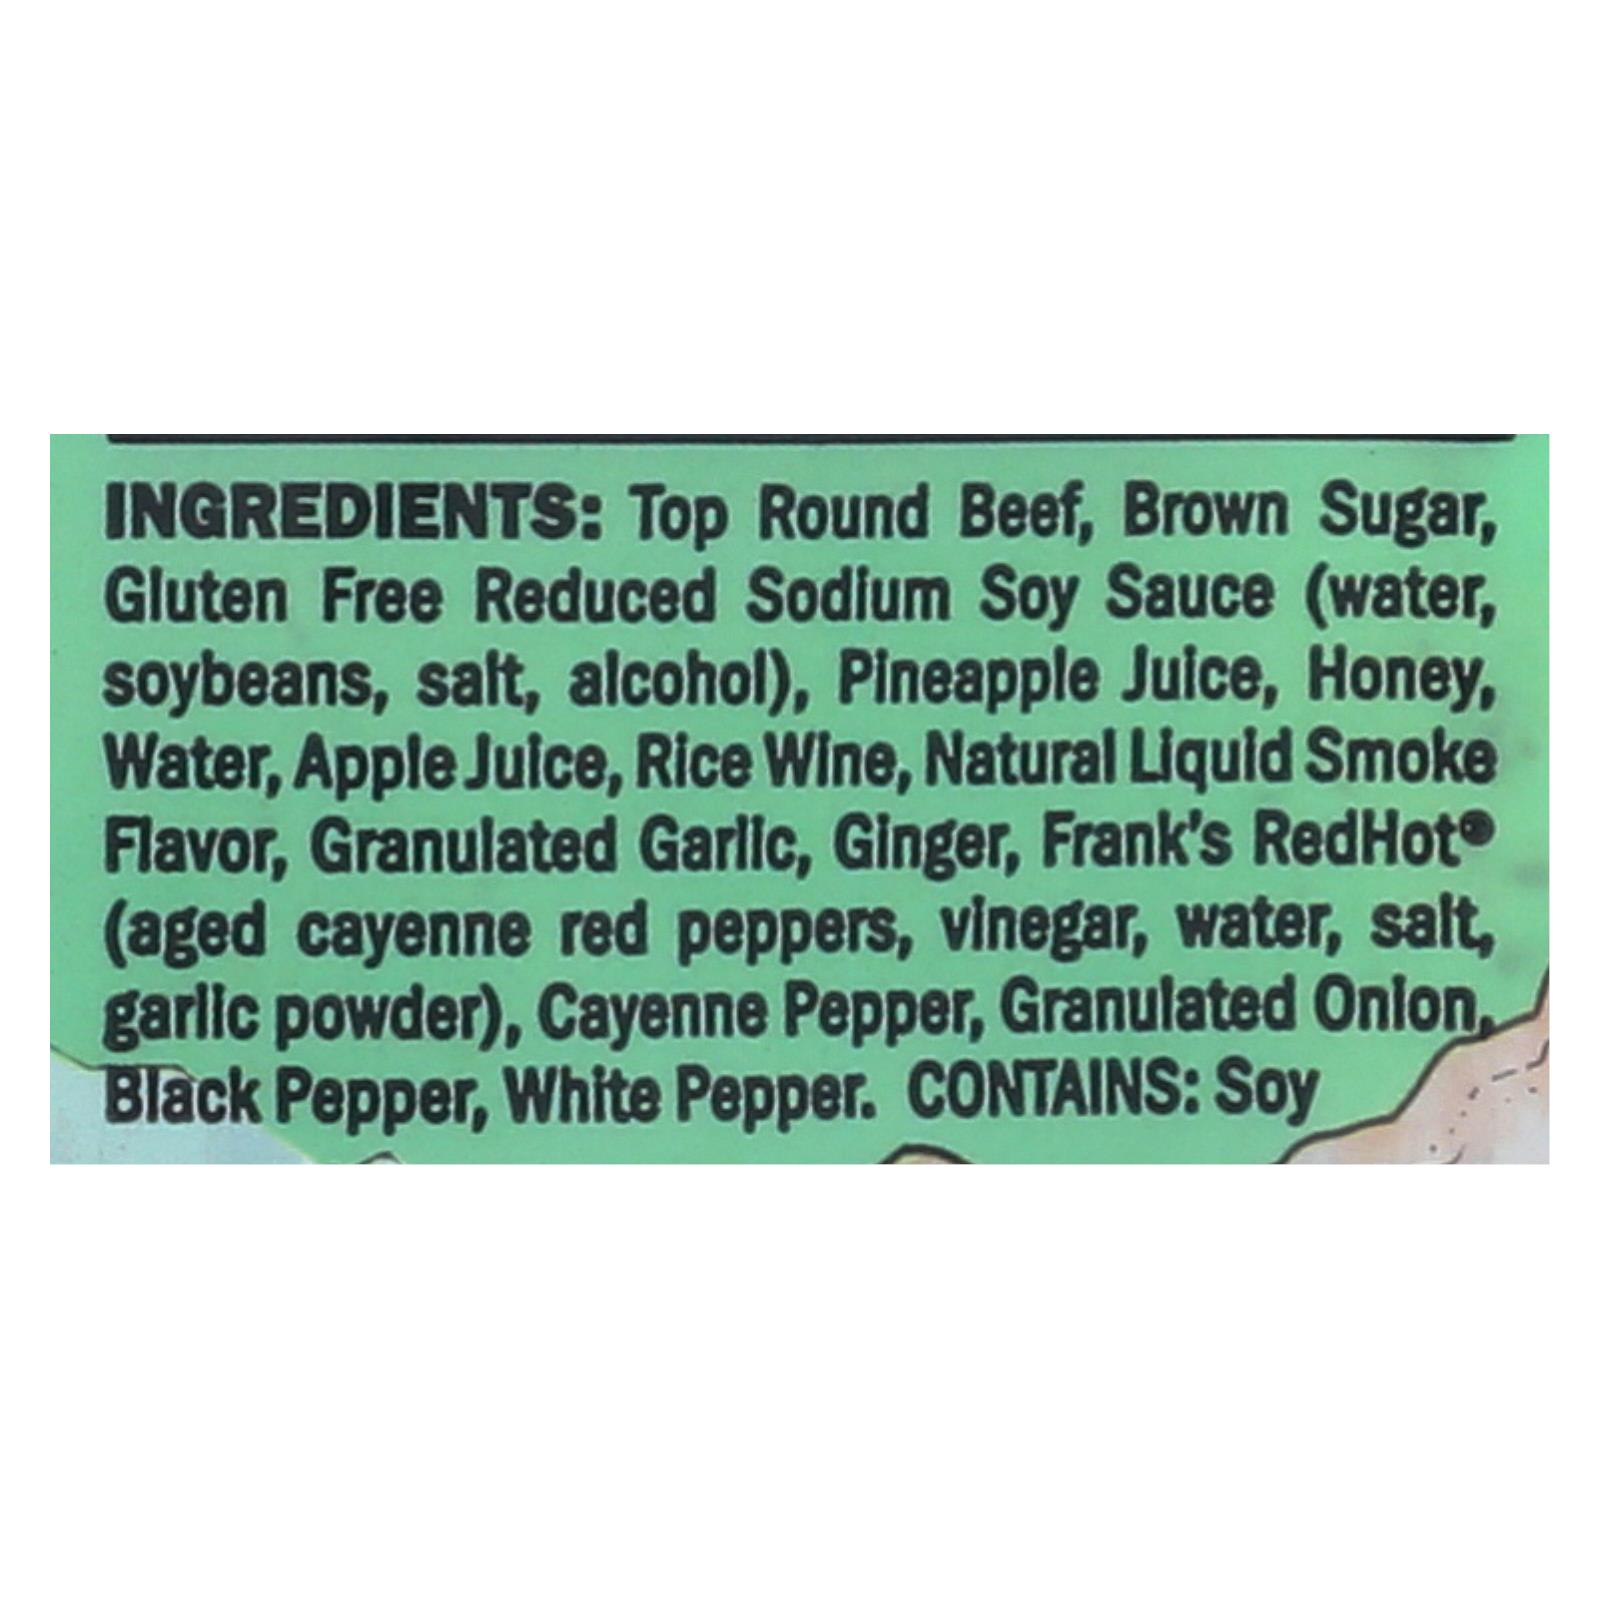 INGREDIENTS: Top Round Beef, Brown Sugar,
Gluten Free Reduced Sodium Soy Sauce (water,
soybeans, salt, alcohol), Pineapple Juice, Honey,
Water, Apple Juice, Rice Wine, Natural Liquid Smoke
Flavor, Granulated Garlic, Ginger, Frank's RedHot®
(aged cayenne red peppers, vinegar, water, salt,
garlic powder), Cayenne Pepper, Granulated Onion,
Black Pepper, White Pepper. CONTAINS: Soy